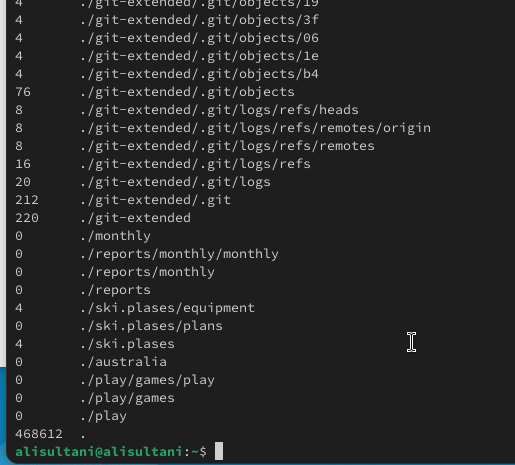 4 ./git-extended/.git/objects/19
4 ./git-extended/.git/objects/3f
4 ./git-extended/.git/objects/06
4 ./git-extended/.git/objects/1e
4 ./git-extended/.git/objects/b4
76 ./git-extended/.git/objects
8 ./git-extended/.git/logs/refs/heads
8 ./git-extended/.git/logs/refs/remotes/origin
8 ./git-extended/.git/logs/refs/remotes
16 ./git-extended/.git/logs/refs
20 ./git-extended/.git/logs
212 ./git-extended/.git
220 ./git-extended
0 ./monthly
0 ./reports/monthly/monthly
0 ./reports/monthly
0 ./reports
4 ./ski.plases/equipment
0 ./ski.plases/plans
4 ./ski.plases
0 ./australia
0 ./play/games/play
0 ./play/games
0 ./play
468612 .
alisultani@alisultani:~$